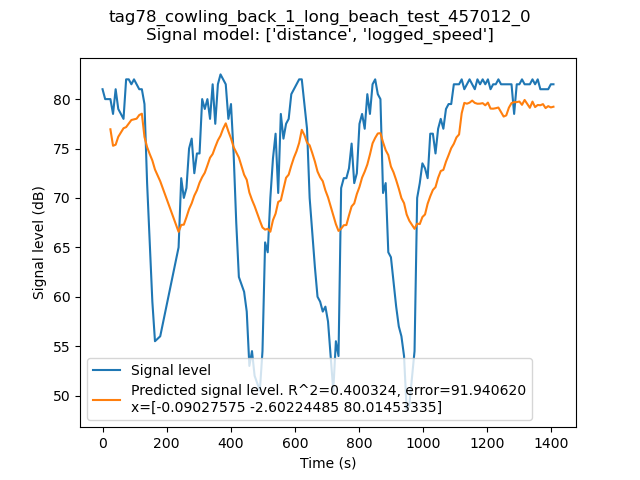 tag78_cowling_back_1_long_beach_test_457012_0
Signal model: ['distance', 'logged_speed']
Signal level (dB)
80
75
70
65
60
55
50
Signal level
Predicted signal level. R^2=0.400324, error=91.940620
x=[-0.09027575 -2.60224485 80.01453335]
0 200 400 600 800 1000 1200 1400
Time (s)